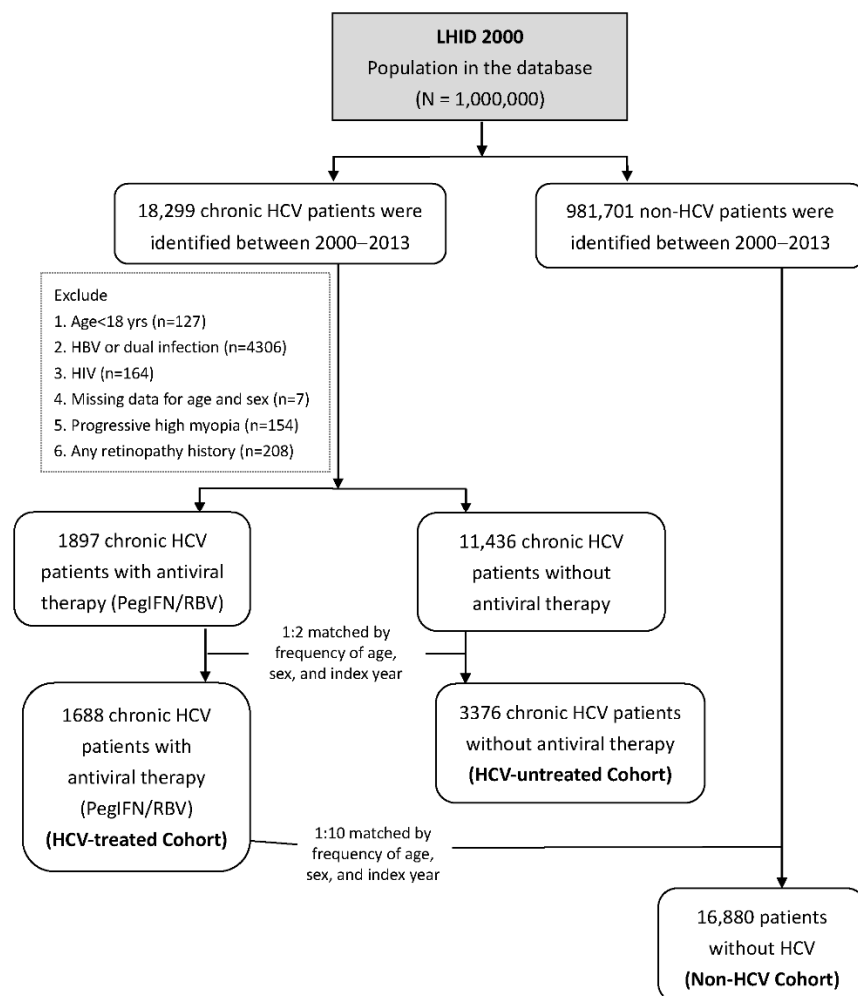 LHID 2000
Population in the database
(N = 1,000,000)
18,299 chronic HCV patients were
identified between 2000–2013
981,701 non-HCV patients were
identified between 2000–2013
Exclude
1. Age<18 yrs (n=127)
2. HBV or dual infection (n=4306)
3. HIV (n=164)
4. Missing data for age and sex (n=7)
5. Progressive high myopia (n=154)
6. Any retinopathy history (n=208)
1897 chronic HCV
patients with antiviral
therapy (PegIFN/RBV)
11,436 chronic HCV
patients without
antiviral therapy
1:2 matched by
frequency of age,
sex, and index year
1688 chronic HCV
patients with
antiviral therapy
(PegIFN/RBV)
(HCV-treated Cohort)
3376 chronic HCV patients
without antiviral therapy
(HCV-untreated Cohort)
1:10 matched by
frequency of age,
sex, and index year
16,880 patients
without HCV
(Non-HCV Cohort)